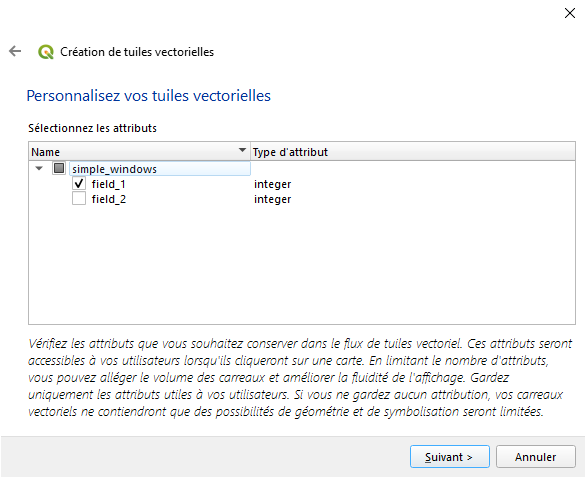 Création de tuiles vectorielles
Personnalisez vos tuiles vectorielles
Sélectionnez les attributs
Name Type d'attribut
simple_windows
field_1 integer
field_2 integer
Vérifiez les attributs que vous souhaitez conserver dans le flux de tuiles vectoriel. Ces attributs seront
accessibles à vos utilisateurs lorsqu'ils cliqueront sur une carte. En limitant le nombre d'attributs,
vous pouvez alléger le volume des carreaux et améliorer la fluidité de l'affichage. Gardez
uniquement les attributs utiles à vos utilisateurs. Si vous ne gardez aucun attribution, vos carreaux
vectoriels ne contiendront que des possibilités de géométrie et de symbolisation seront limitées.
Suivant > Annuler